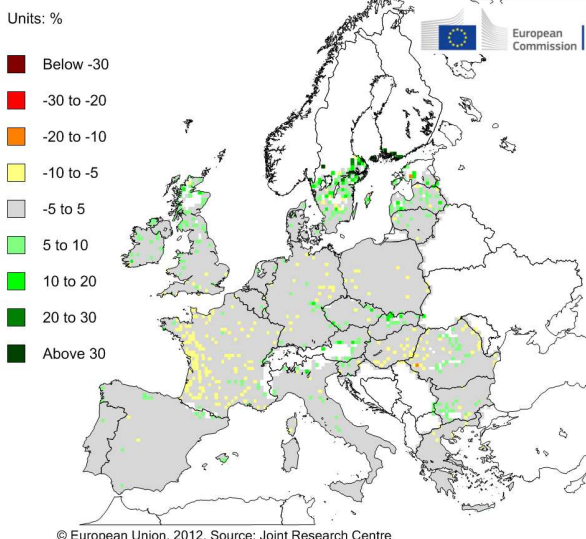 Units: %
European
Commission
Below -30
-30 to -20
-20 to -10
-10 to -5
-5 to 5
5 to 10
10 to 20
20 to 30
Above 30
© European Union, 2012. Source: Joint Research Centre